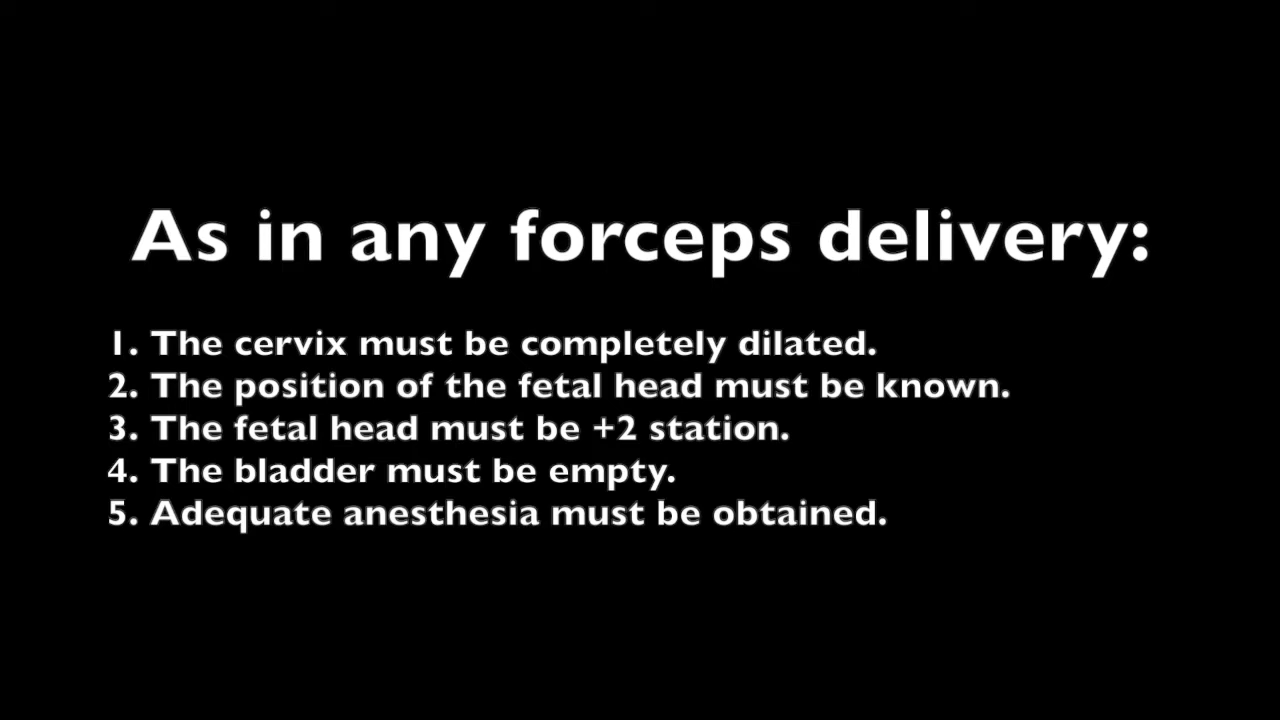 As in any forceps delivery:
1. The cervix must be completely dilated.
2. The position of the fetal head must be known.
3. The fetal head must be +2 station.
4. The bladder must be empty.
5. Adequate anesthesia must be obtained.